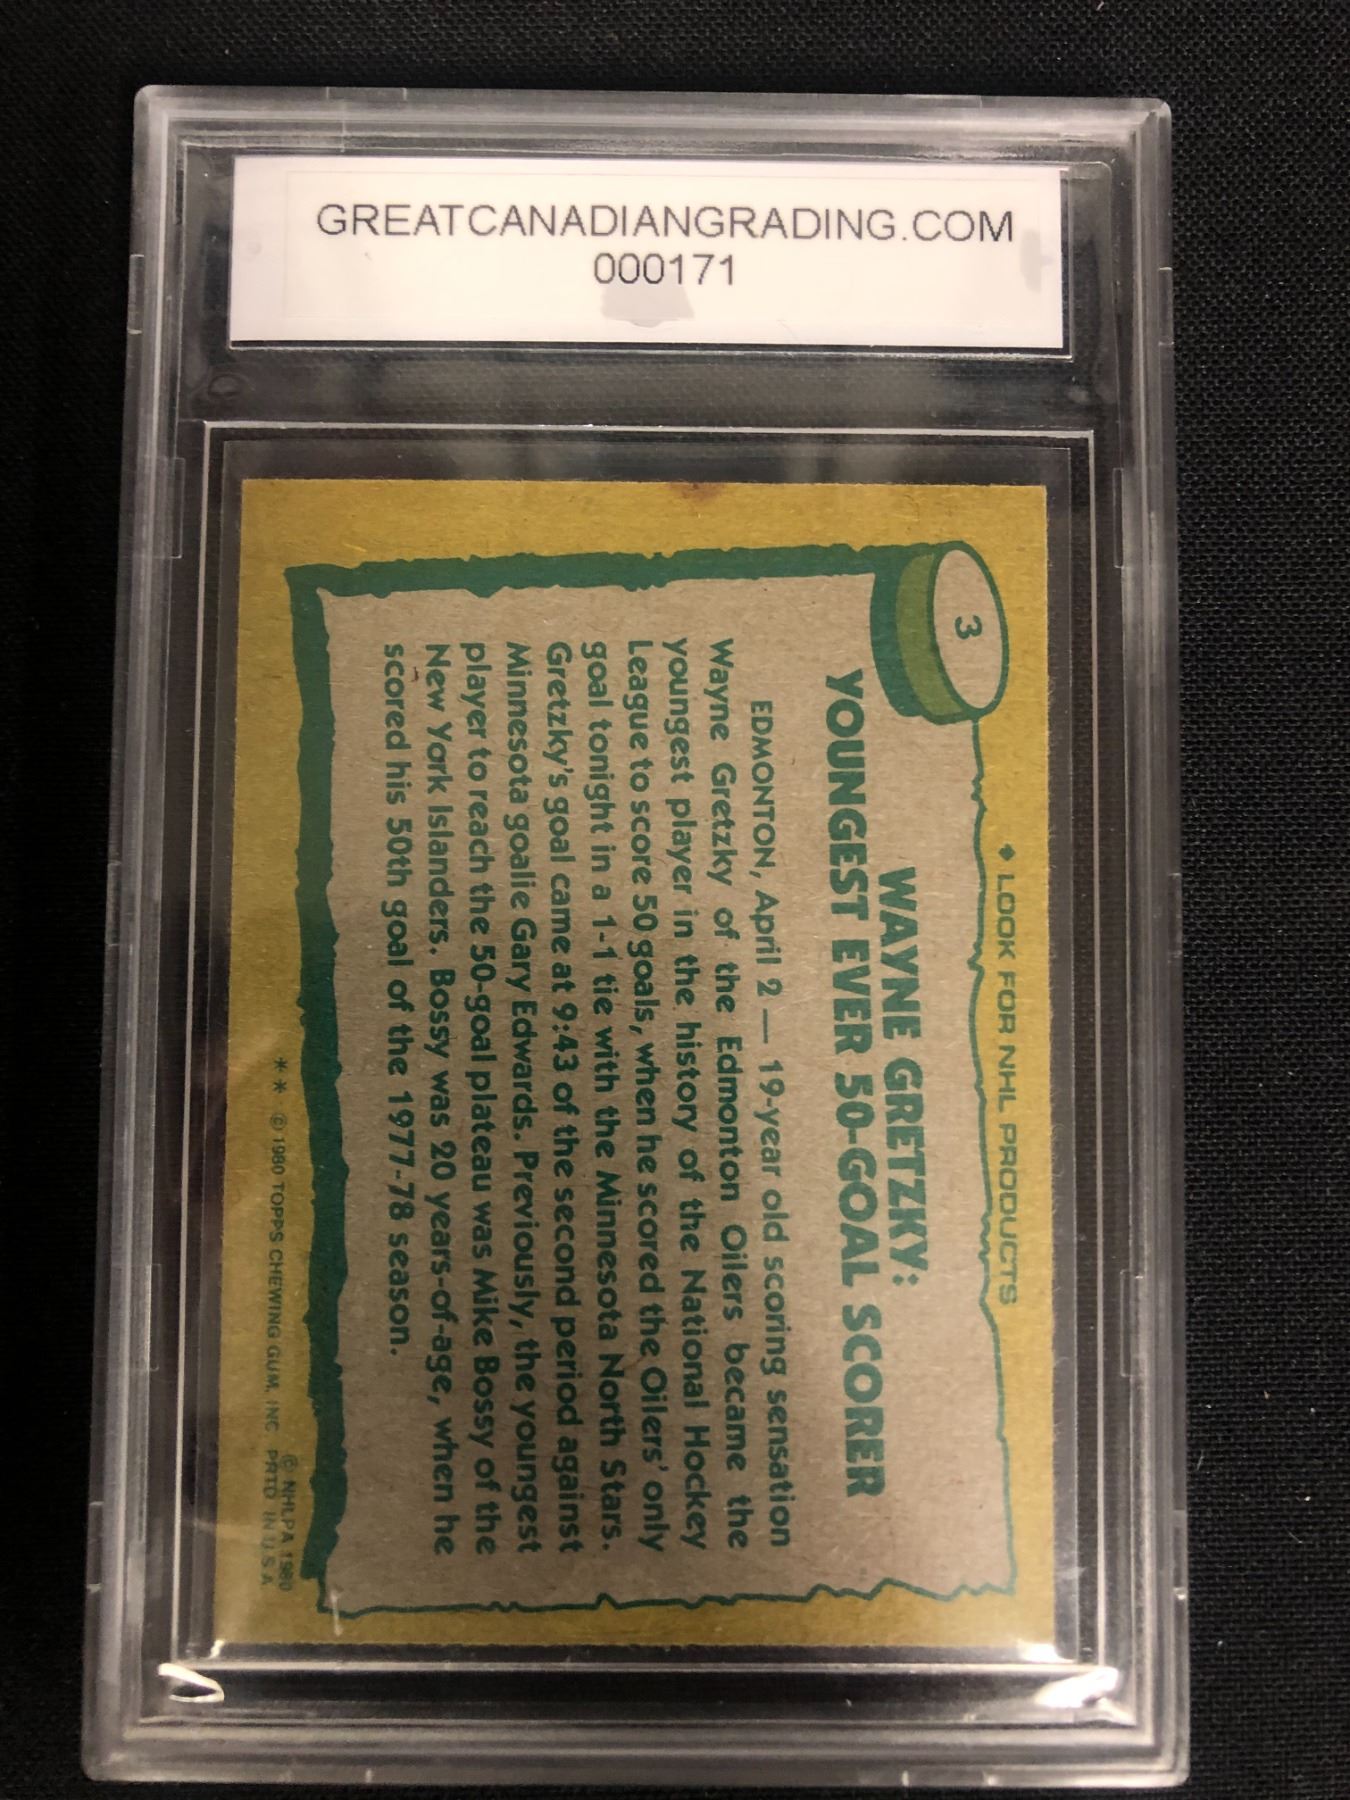 GREATCANADIANGRADING.COM
000171
♦ LOOK FOR NHL PRODUCTS
3
WAYNE GRETZKY:
YOUNGEST EVER 50-GOAL SCORER
EDMONTON, April 2 — 19-year old scoring sensation
Wayne Gretzky of the Edmonton Oilers became the
youngest player in the history of the National Hockey
League to score 50 goals, when he scored the Oilers' only
goal tonight in a 1-1 tie with the Minnesota North Stars.
Gretzky's goal came at 9:43 of the second period against
Minnesota goalie Gary Edwards. Previously, the youngest
player to reach the 50-goal plateau was Mike Bossy of the
New York Islanders. Bossy was 20 years-of-age, when he
scored his 50th goal of the 1977-78 season.
© NHLPA 1980
** © 1980 TOPPS CHEWING GUM, INC. PRTD. IN U.S.A.